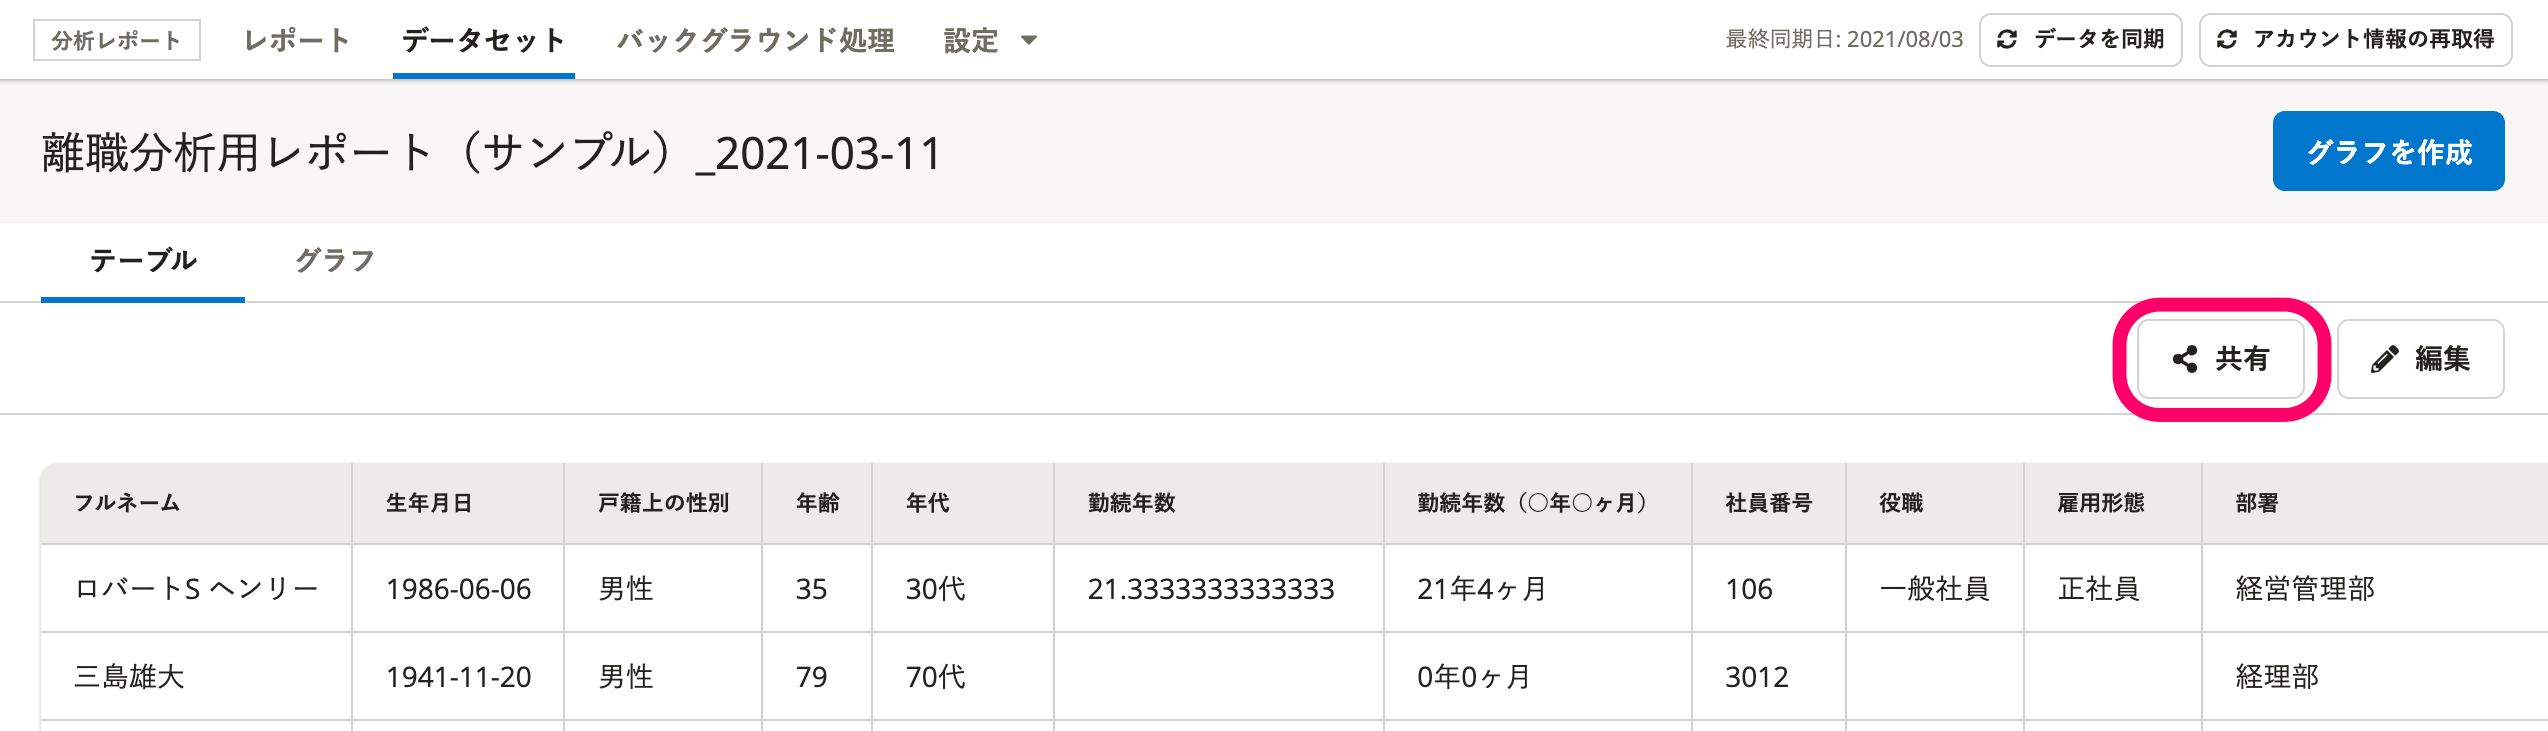 分析レポート レポート データセット バックグラウンド処理 設定 最終同期日: 2021/08/03 データを同期 アカウント情報の再取得
離職分析用レポート（サンプル）_2021-03-11 グラフを作成
テーブル グラフ
共有 編集
フルネーム 生年月日 戸籍上の性別 年齢 年代 勤続年数 勤続年数（○年○ヶ月） 社員番号 役職 雇用形態 部署
ロバートS ヘンリー 1986-06-06 男性 35 30代 21.3333333333333 21年4ヶ月 106 一般社員 正社員 経営管理部
三島雄大 1941-11-20 男性 79 70代 0年0ヶ月 3012 経理部